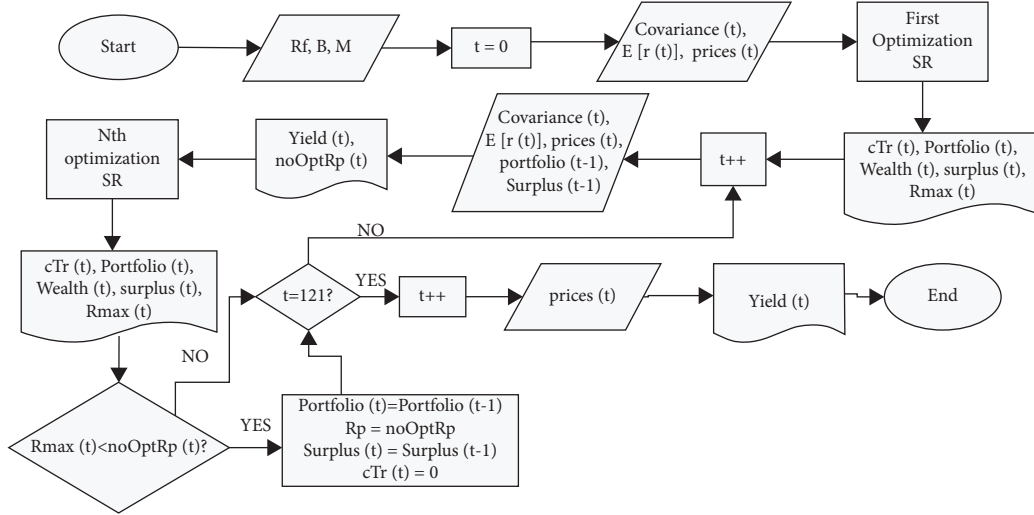 Start
Rf, B, M
t = 0
Covariance (t),
E [r (t)], prices (t)
First
Optimization
SR
cTr (t), Portfolio (t),
Wealth (t), surplus (t),
Rmax (t)
t++
Covariance (t),
E [r (t)], prices (t),
portfolio (t-1),
Surplus (t-1)
Yield (t),
noOptRp (t)
Nth
optimization
SR
cTr (t), Portfolio (t),
Wealth (t), surplus (t),
Rmax (t)
Rmax (t)<noOptRp (t)?
NO
YES
Portfolio (t)=Portfolio (t-1)
Rp = noOptRp
Surplus (t) = Surplus (t-1)
cTr (t) = 0
t=121?
NO
YES
t++
prices (t)
Yield (t)
End